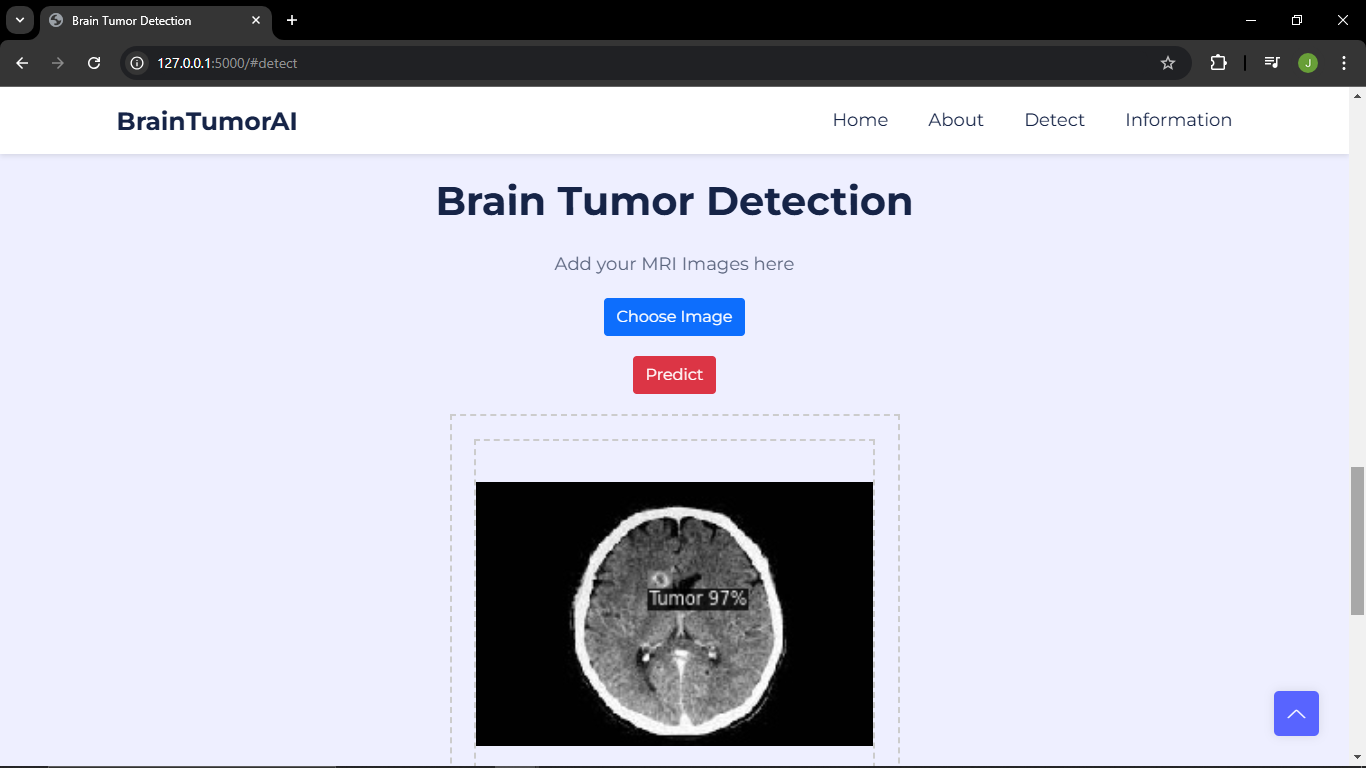 Brain Tumor Detection
127.0.0.1:5000/#detect
J
BrainTumorAI
Home About Detect Information
Brain Tumor Detection
Add your MRI Images here
Choose Image
Predict
Tumor 97%